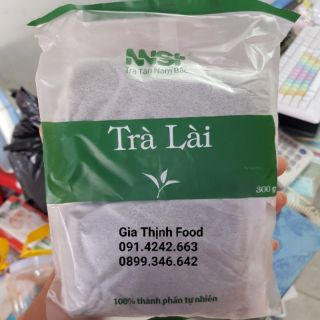 Trà Tân Nam Bắc
Trà Lài
300 g
Gia Thịnh Food
091.4242.663
0899.346.642
100% thành phần tự nhiên